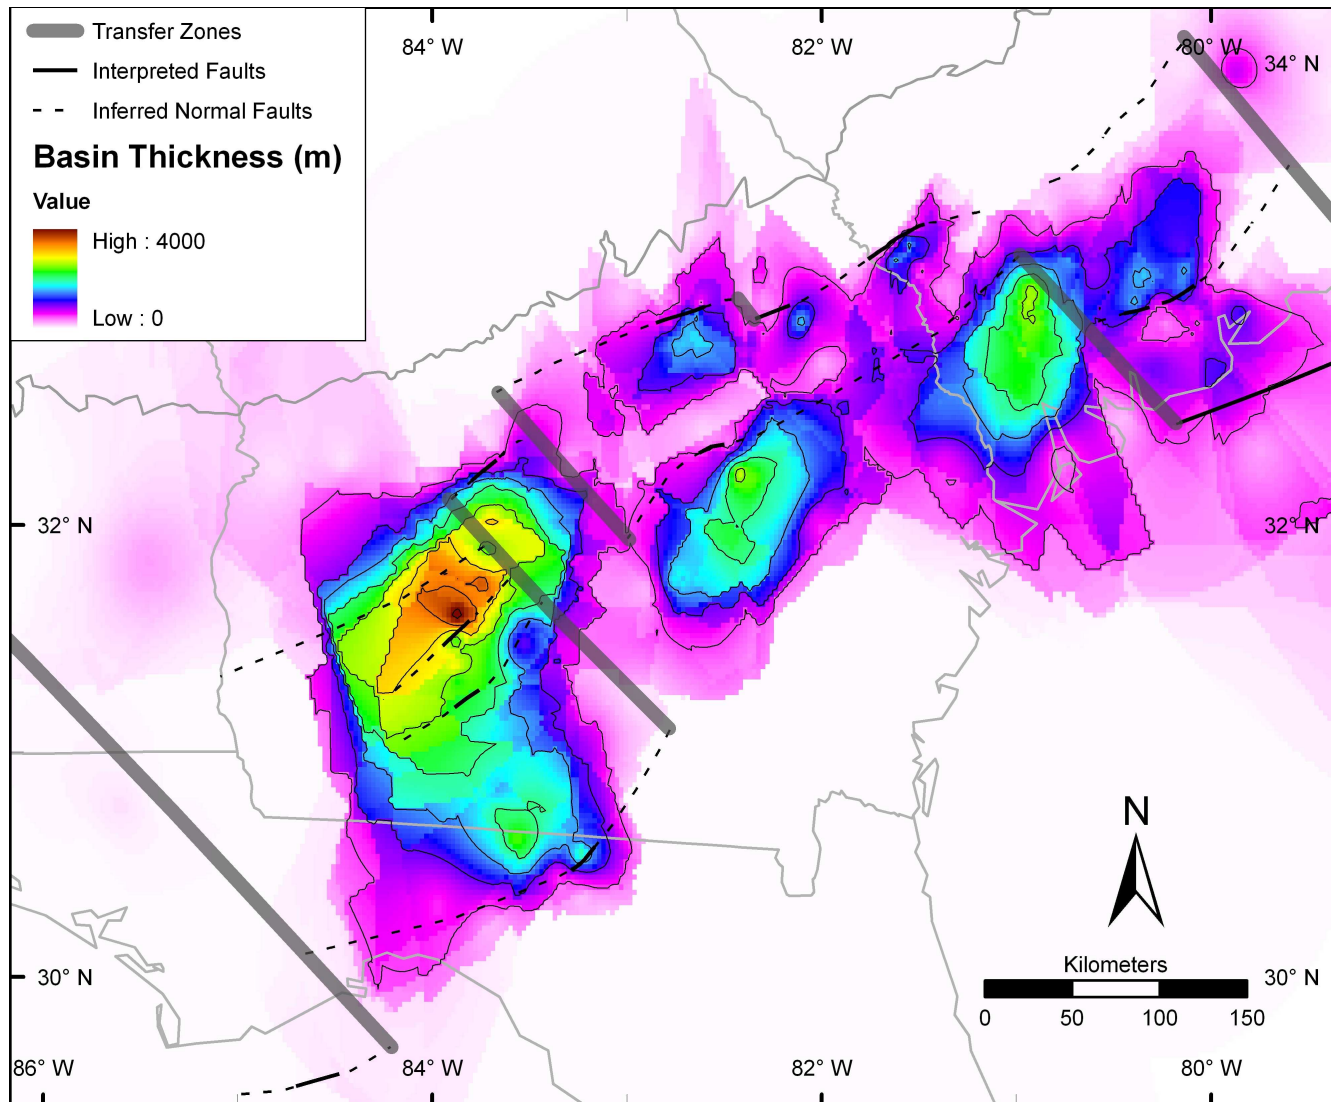 Transfer Zones
Interpreted Faults
Inferred Normal Faults
Basin Thickness (m)
Value
High : 4000
Low : 0
84° W
82° W
80° W
34° N
32° N
32° N
N
Kilometers
0 50 100 150
30° N
30° N
86° W
84° W
82° W
80° W